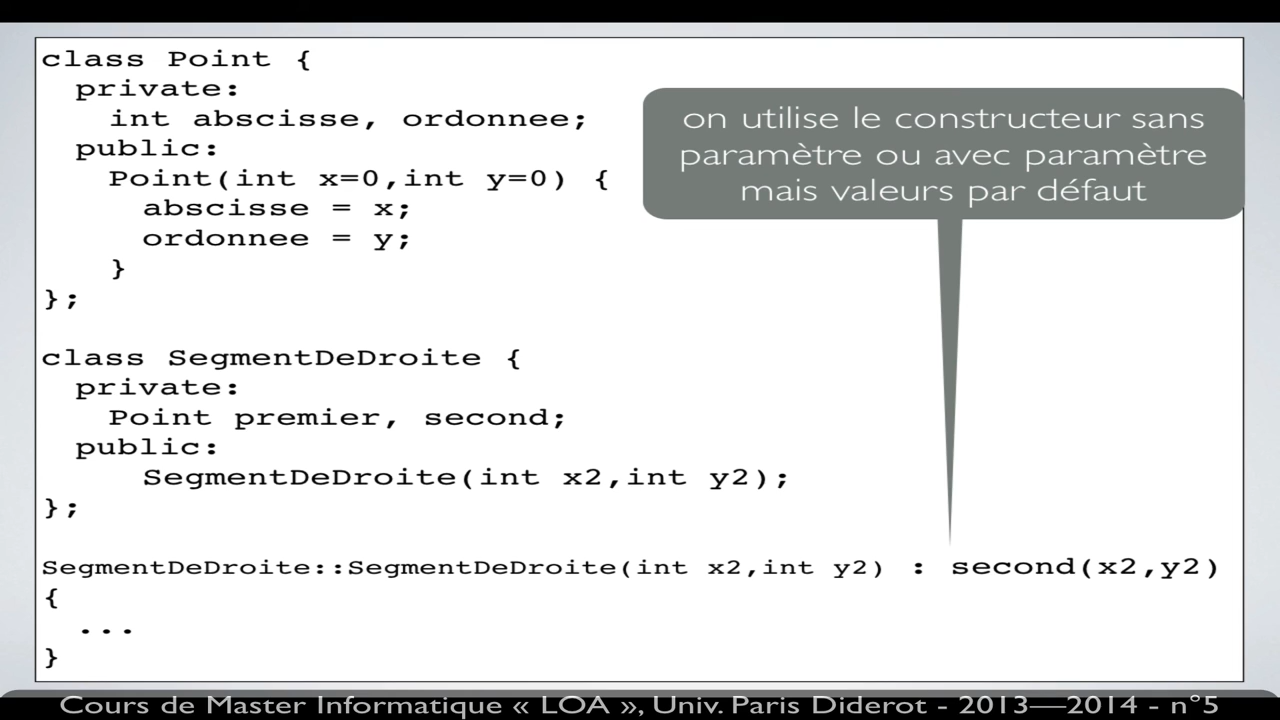 class Point {
private:
int abscisse, ordonnee;
public:
Point(int x=0,int y=0) {
abscisse = x;
ordonnee = y;
}
};
on utilise le constructeur sans
paramètre ou avec paramètre
mais valeurs par défaut
class SegmentDeDroite {
private:
Point premier, second;
public:
SegmentDeDroite(int x2,int y2);
};
SegmentDeDroite::SegmentDeDroite(int x2,int y2) : second(x2,y2)
{
...
}
Cours de Master Informatique « LOA », Univ. Paris Diderot - 2013—2014 - n°5